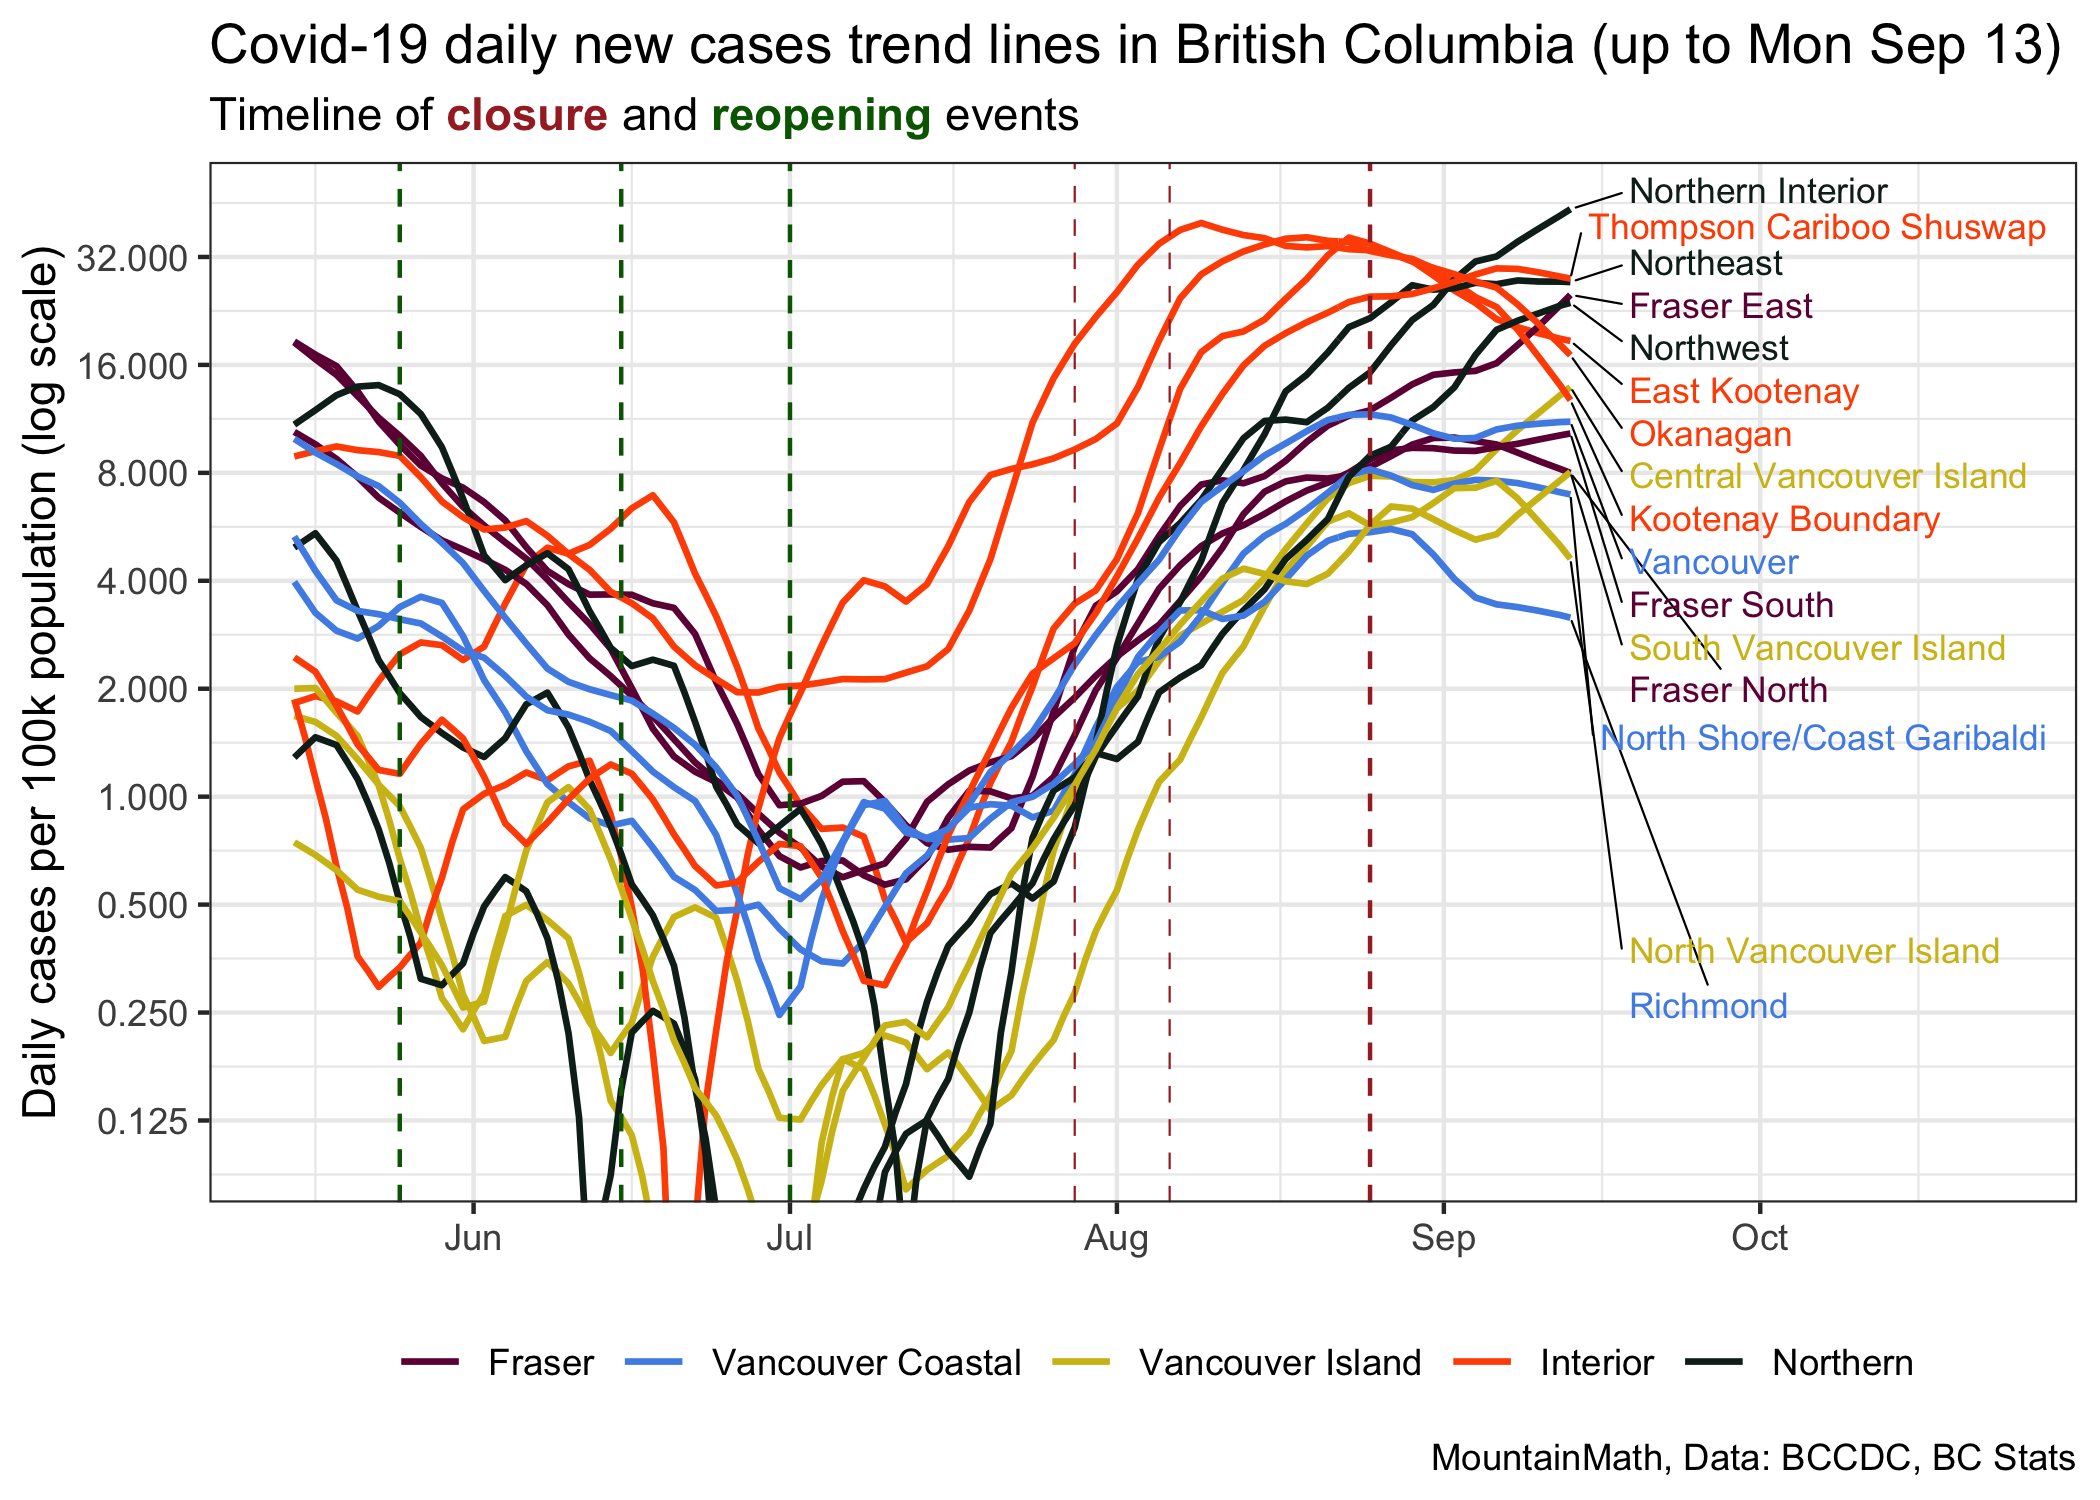 Covid-19 daily new cases trend lines in British Columbia (up to Mon Sep 13)
Timeline of closure and reopening events
Daily cases per 100k population (log scale)
32.000
16.000
8.000
4.000
2.000
1.000
0.500
0.250
0.125
Northern Interior
Thompson Cariboo Shuswap
Northeast
Fraser East
Northwest
East Kootenay
Okanagan
Central Vancouver Island
Kootenay Boundary
Vancouver
Fraser South
South Vancouver Island
Fraser North
North Shore/Coast Garibaldi
North Vancouver Island
Richmond
Jun Jul Aug Sep Oct
Fraser Vancouver Coastal Vancouver Island Interior Northern
MountainMath, Data: BCCDC, BC Stats